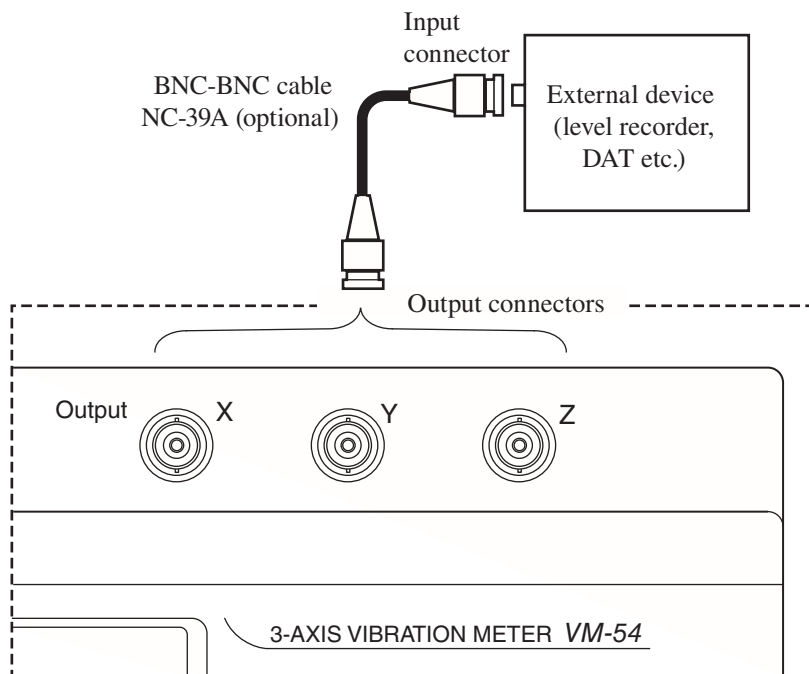 Input
connector
BNC-BNC cable
NC-39A (optional)
External device
(level recorder,
DAT etc.)
Output connectors
Output
X
Y
Z
3-AXIS VIBRATION METER VM-54